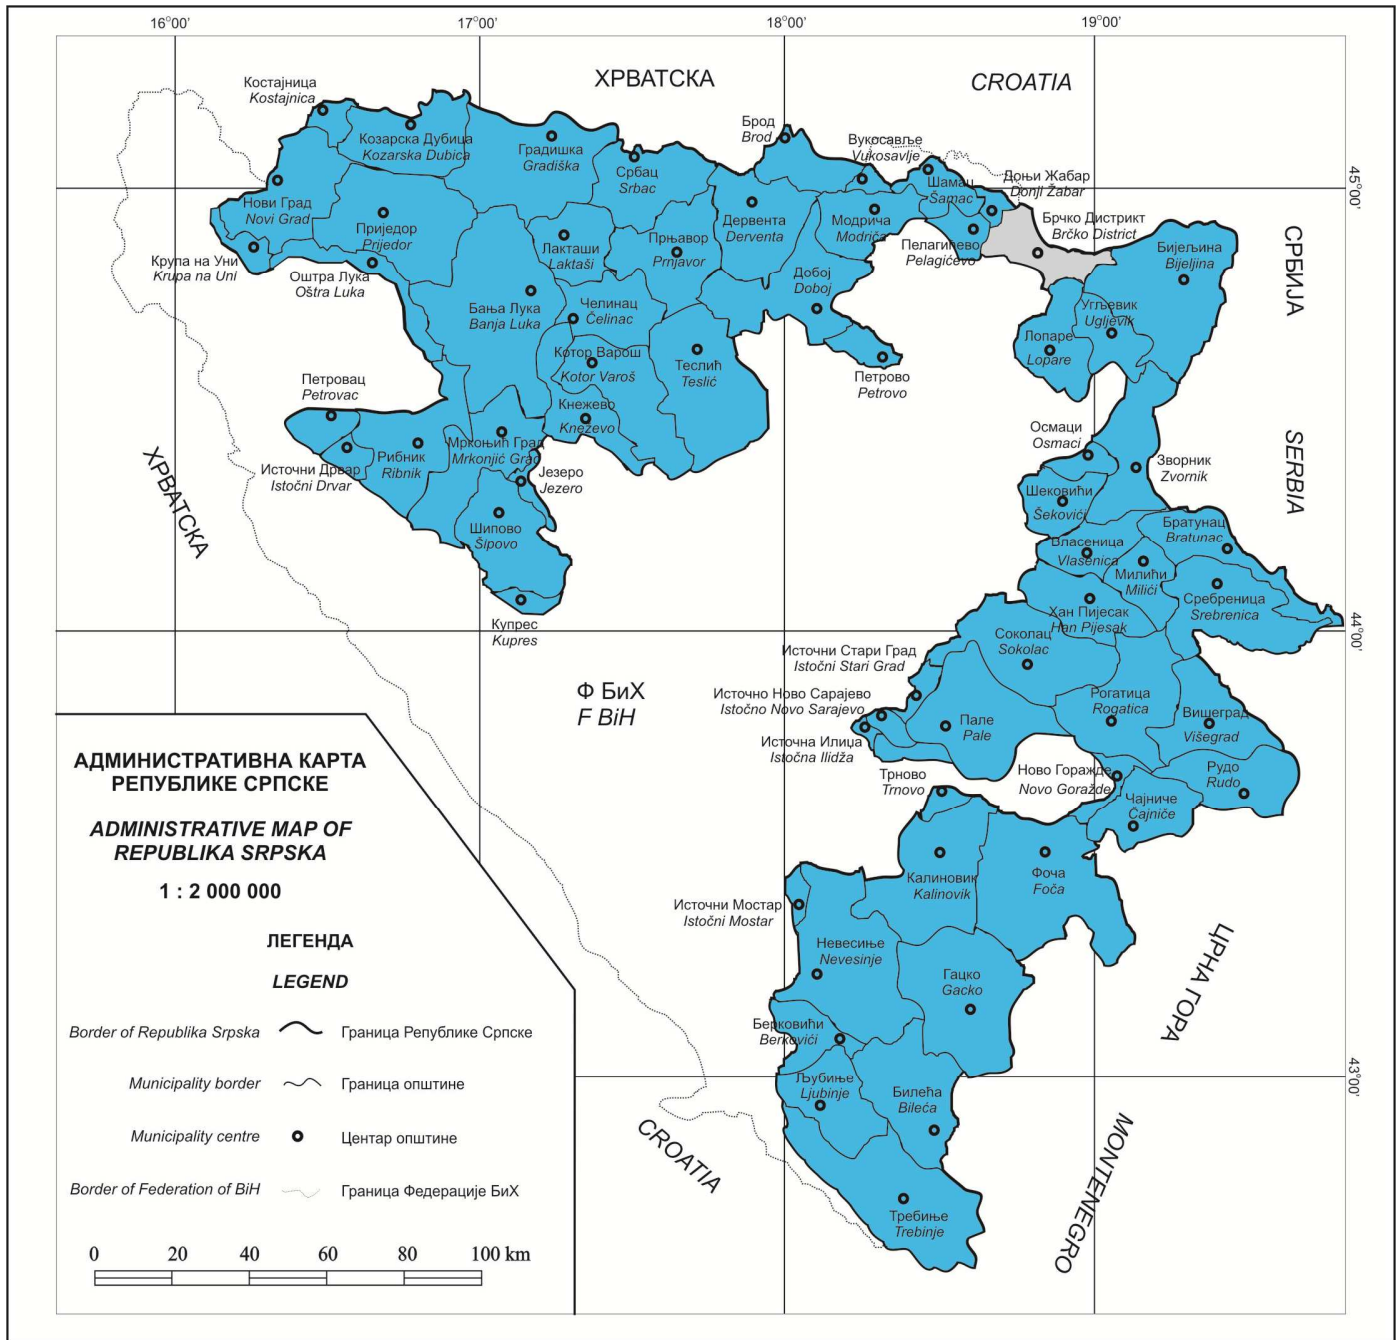 16°00'
17°00'
18°00'
19°00'
ХРВАТСКА
CROATIA
Костајница
Kostajnica
Козарска Дубица
Kozarska Dubica
Градишка
Gradiška
Србац
Srbac
Брод
Brod
Вукосавље
Vukosavlje
Шамац
Šamac
Доњи Жабар
Donji Žabar
Брчко Дистрикт
Brčko District
45°00'
Нови Град
Novi Grad
Приједор
Prijedor
Лакташи
Laktaši
Прњавор
Prnjavor
Дервента
Derventa
Модрича
Modriča
Пелагићево
Pelagićevo
Бијељина
Bijeljina
СРБИЈА
Крупа на Уни
Krupa na Uni
Оштра Лука
Oštra Luka
Бања Лука
Banja Luka
Челинац
Čelinac
Добој
Doboj
Угљевик
Ugljevik
Лопаре
Lopare
Котор Варош
Kotor Varoš
Теслић
Teslić
Петрово
Petrovo
Петровац
Petrovac
Кнежево
Kneževo
Источни Дрвар
Istočni Drvar
Рибник
Ribnik
Мркоњић Град
Mrkonjić Grad
Језеро
Jezero
Осмаци
Osmaci
Зворник
Zvornik
SERBIA
ХРВАТСКА
Шипово
Šipovo
Шековићи
Šekovići
Братунац
Bratunac
Власеница
Vlasenica
Милићи
Milići
Сребреница
Srebrenica
Хан Пијесак
Han Pijesak
44°00'
Купрес
Kupres
Соколац
Sokolac
Источни Стари Град
Istočni Stari Grad
Ф БиХ
F BiH
Источно Ново Сарајево
Istočno Novo Sarajevo
Рогатица
Rogatica
Вишеград
Višegrad
Пале
Pale
Источна Илиџа
Istočna Ilidža
Трново
Trnovo
Ново Горажде
Novo Goražde
Рудо
Rudo
Чајниче
Čajniče
Калиновик
Kalinovik
Фоча
Foča
Источни Мостар
Istočni Mostar
Невесиње
Nevesinje
Гацко
Gacko
ЦРНА ГОРА
Берковићи
Berkovići
43°00'
Љубиње
Ljubinje
Билећа
Bileća
CROATIA
MONTENEGRO
Требиње
Trebinje
АДМИНИСТРАТИВНА КАРТА
РЕПУБЛИКЕ СРПСКЕ
ADMINISTRATIVE MAP OF
REPUBLIKA SRPSKA
1 : 2 000 000
ЛЕГЕНДА
LEGEND
Border of Republika Srpska Граница Републике Српске
Municipality border Граница општине
Municipality centre Центар општине
Border of Federation of BiH Граница Федерације БиХ
0 20 40 60 80 100 km